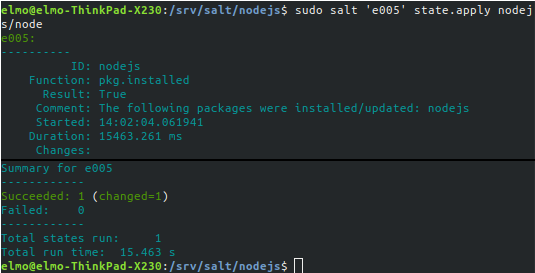 elmo@elmo-ThinkPad-X230:/srv/salt/nodejs$ sudo salt 'e005' state.apply nodej
s/node
e005:
----------
ID: nodejs
Function: pkg.installed
Result: True
Comment: The following packages were installed/updated: nodejs
Started: 14:02:04.061941
Duration: 15463.261 ms
Changes:
Summary for e005
------------
Succeeded: 1 (changed=1)
Failed: 0
------------
Total states run: 1
Total run time: 15.463 s
elmo@elmo-ThinkPad-X230:/srv/salt/nodejs$